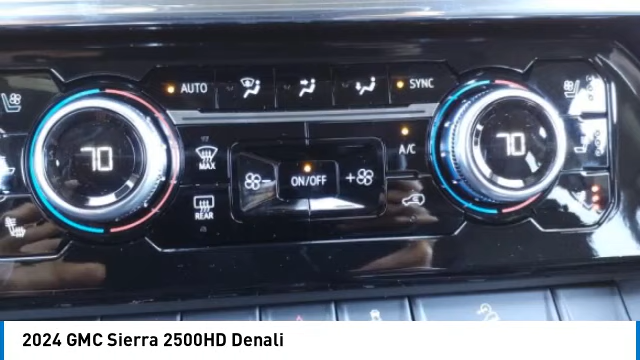 AUTO
SYNC
70
70
MAX
A/C
ON/OFF
REAR
2024 GMC Sierra 2500HD Denali